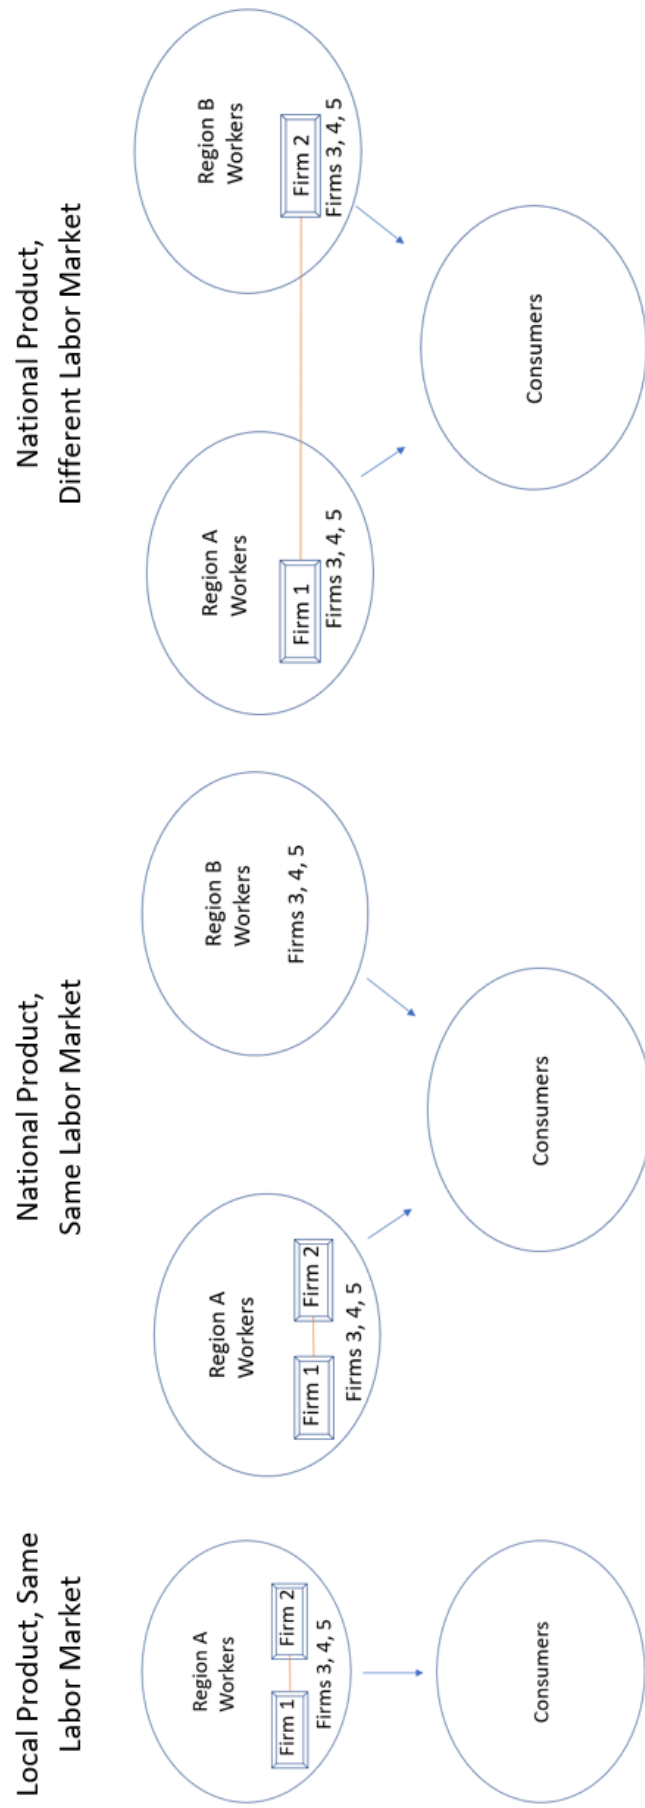 Local Product, Same
Labor Market
Region A
Workers
Firm 1
Firm 2
Firms 3, 4, 5
Consumers
National Product,
Same Labor Market
Region A
Workers
Firm 1
Firm 2
Firms 3, 4, 5
Region B
Workers
Firms 3, 4, 5
Consumers
National Product,
Different Labor Market
Region A
Workers
Firm 1
Firms 3, 4, 5
Region B
Workers
Firm 2
Firms 3, 4, 5
Consumers